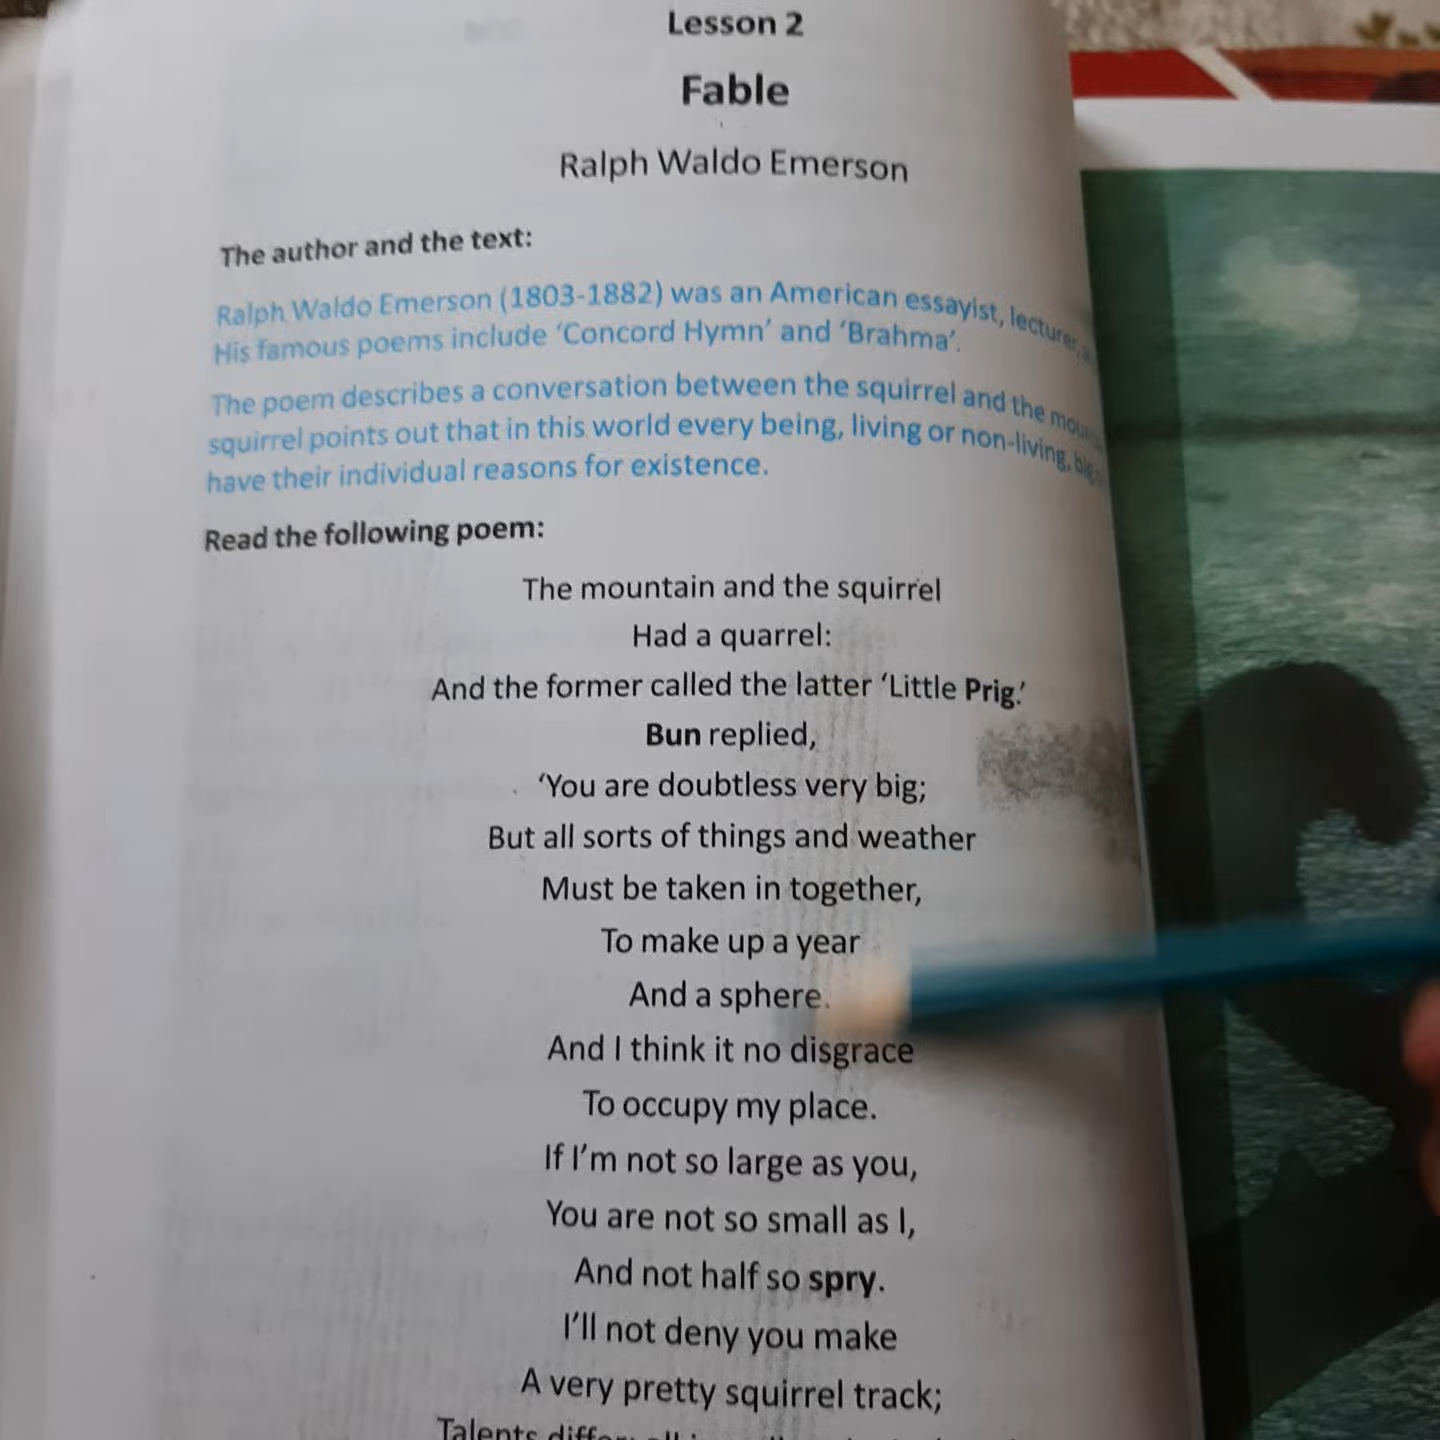 Lesson 2
Fable
Ralph Waldo Emerson
The author and the text:
Ralph Waldo Emerson (1803-1882) was an American essayist, lecturer,
His famous poems include ‘Concord Hymn’ and ‘Brahma’.
The poem describes a conversation between the squirrel and the
squirrel points out that in this world every being, living or non-living,
have their individual reasons for existence.
Read the following poem:
The mountain and the squirrel
Had a quarrel:
And the former called the latter ‘Little Prig.’
Bun replied,
‘You are doubtless very big;
But all sorts of things and weather
Must be taken in together,
To make up a year
And a sphere.
And I think it no disgrace
To occupy my place.
If I’m not so large as you,
You are not so small as I,
And not half so spry.
I’ll not deny you make
A very pretty squirrel track;
Talents